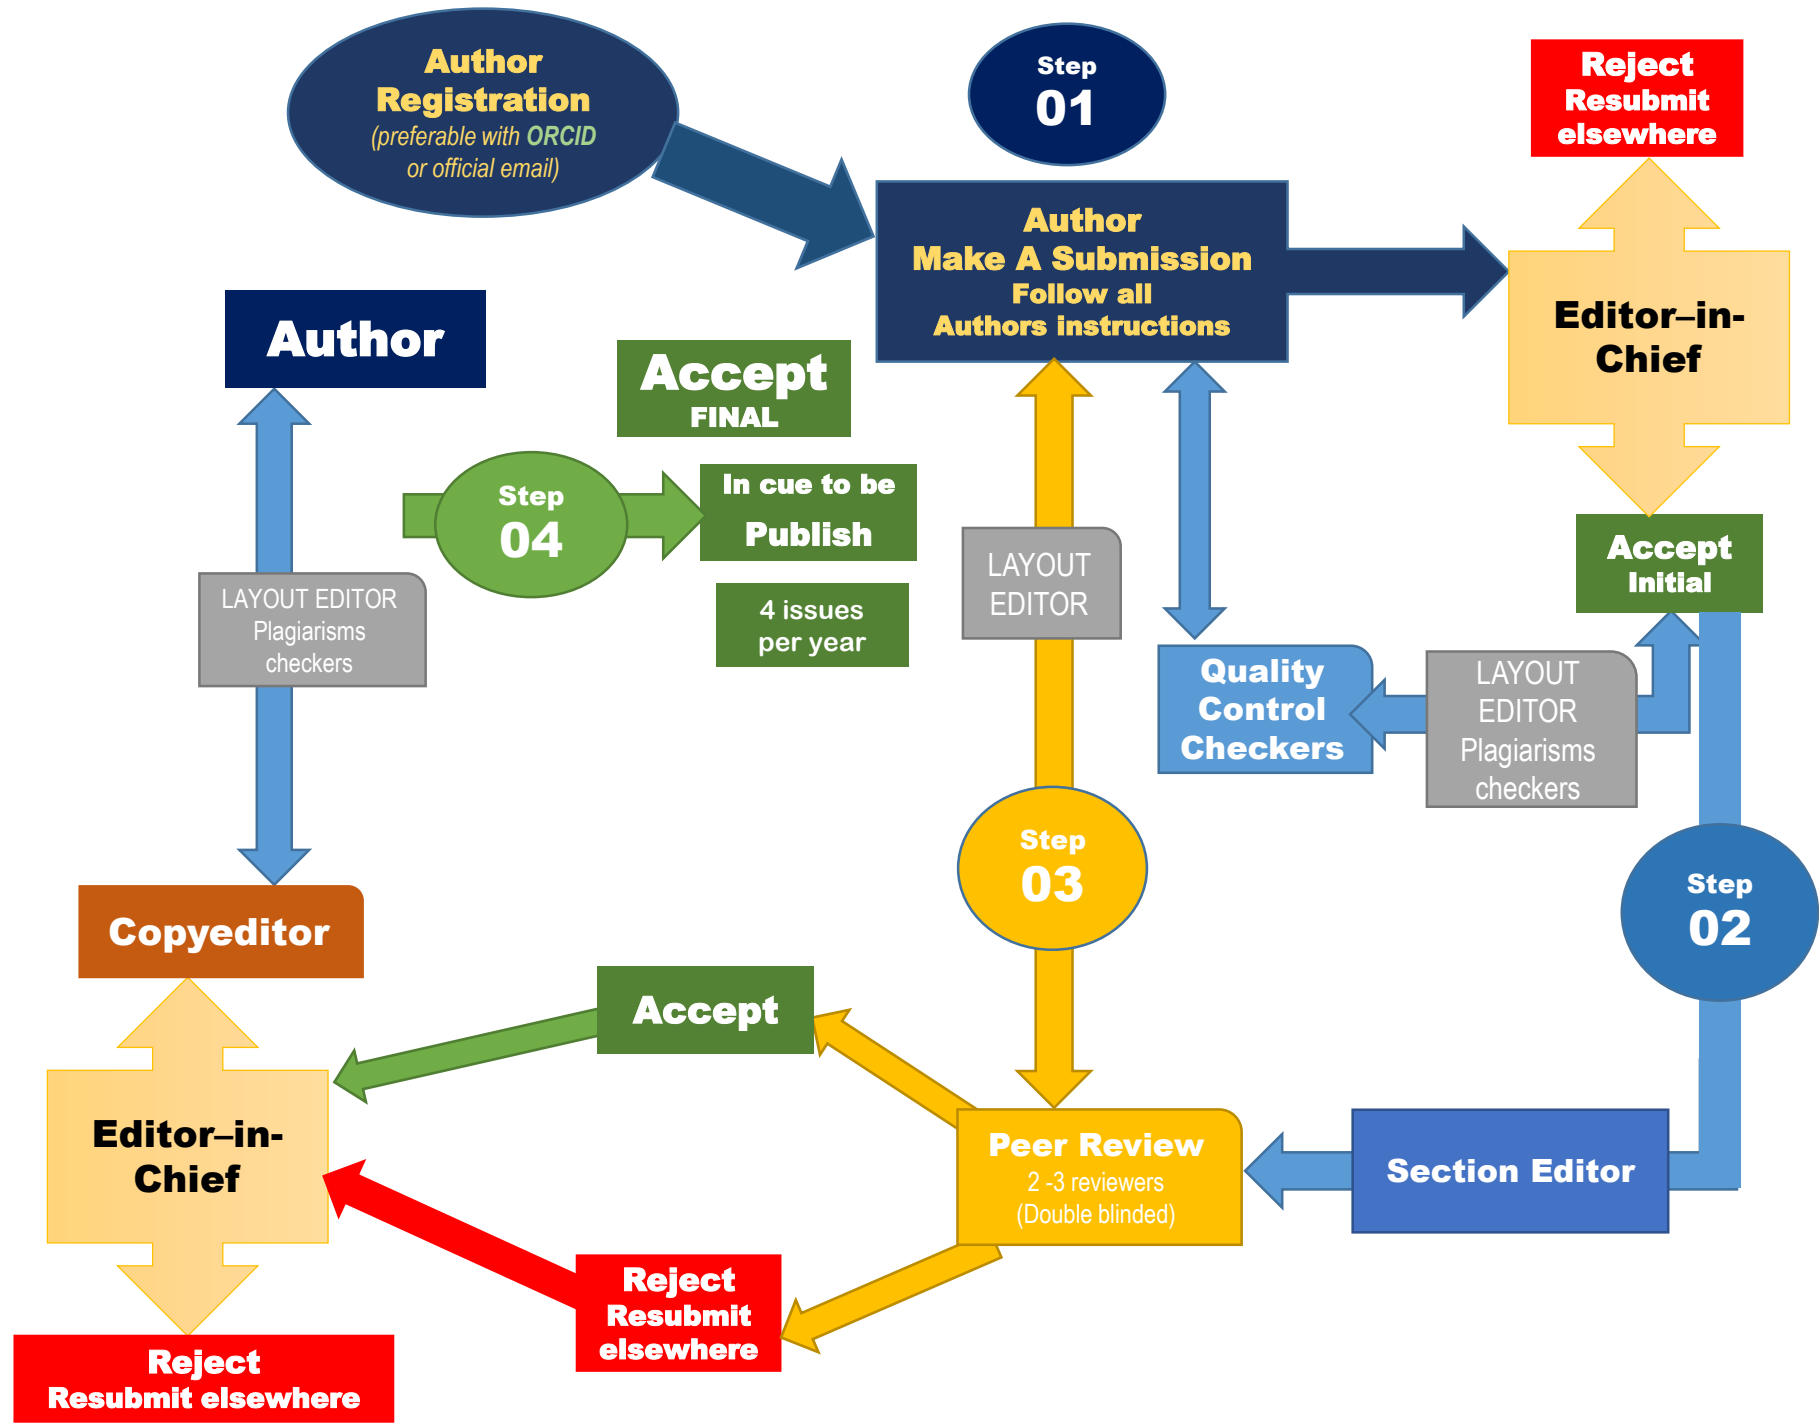 Author
Registration
(preferable with ORCID
or official email)
Step
01
Reject
Resubmit
elsewhere
Author
Make A Submission
Follow all
Authors instructions
Editor–in-
Chief
Author
Accept
FINAL
Step
04
In cue to be
Publish
4 issues
per year
LAYOUT EDITOR
Plagiarisms
checkers
LAYOUT
EDITOR
Accept
Initial
Quality
Control
Checkers
LAYOUT
EDITOR
Plagiarisms
checkers
Step
03
Step
02
Copyeditor
Accept
Editor–in-
Chief
Peer Review
2 -3 reviewers
(Double blinded)
Section Editor
Reject
Resubmit
elsewhere
Reject
Resubmit elsewhere